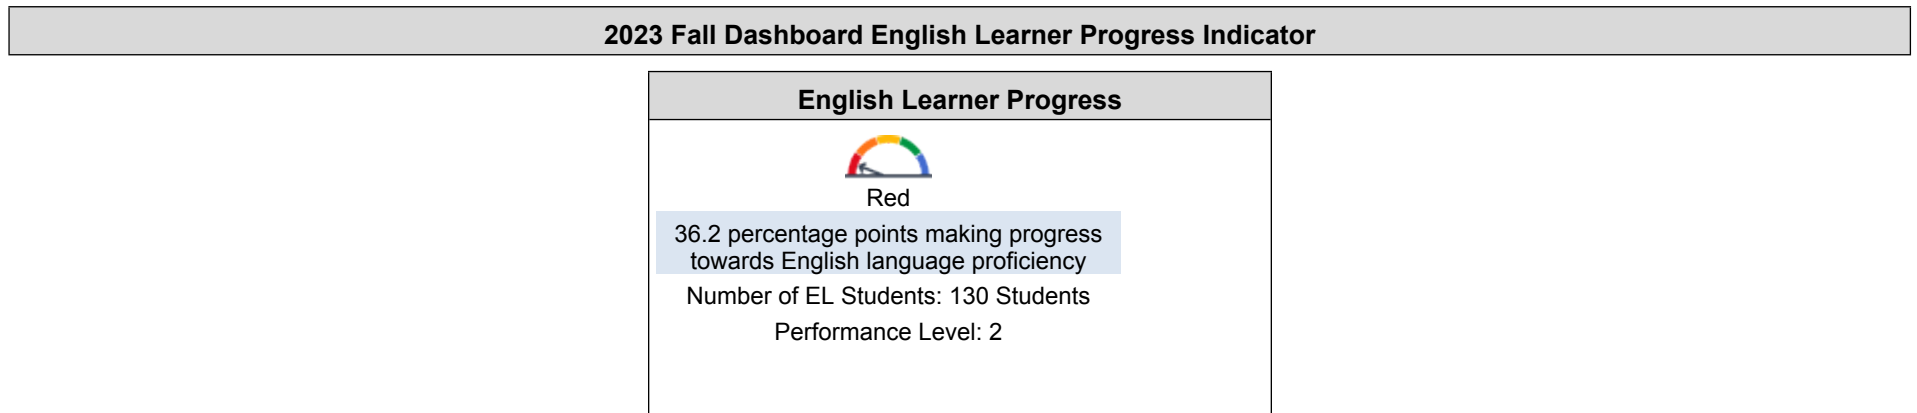 2023 Fall Dashboard English Learner Progress Indicator
English Learner Progress
Red
36.2 percentage points making progress
towards English language proficiency
Number of EL Students: 130 Students
Performance Level: 2